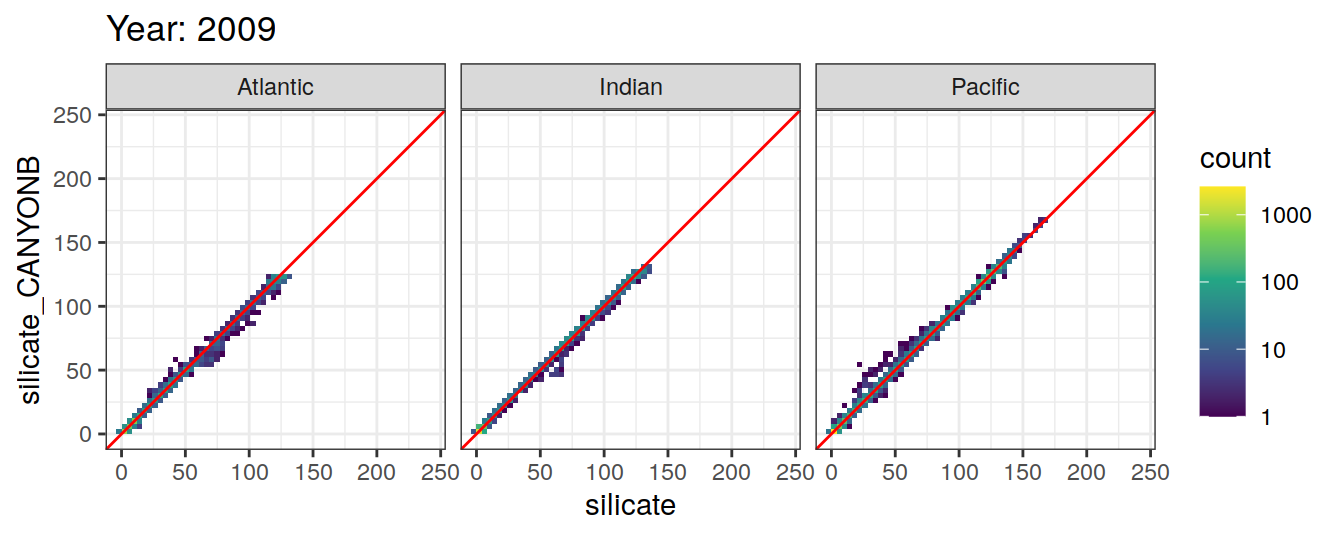 Year: 2009
Atlantic
Indian
Pacific
silicate_CANYONB
250
200
150
100
50
0
0 50 100 150 200 250
0 50 100 150 200 250
0 50 100 150 200 250
silicate
count
1000
100
10
1